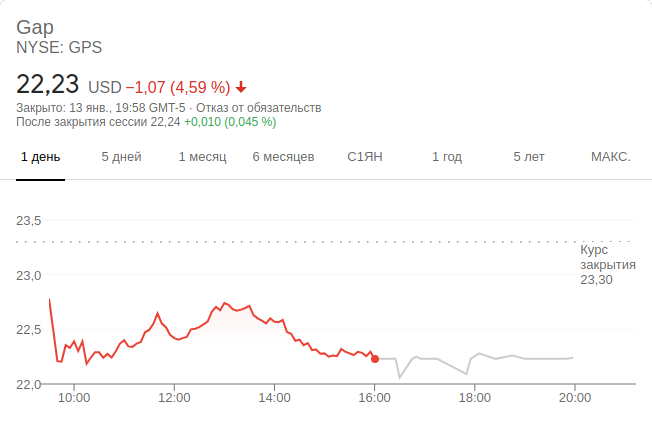 Gap
NYSE: GPS
22,23 USD −1,07 (4,59 %)
Закрыто: 13 янв., 19:58 GMT-5 · Отказ от обязательств
После закрытия сессии 22,24 +0,010 (0,045 %)
1 день 5 дней 1 месяц 6 месяцев С1ЯН 1 год 5 лет МАКС.
23,5
Курс
закрытия
23,30
23,0
22,5
22,0
10:00 12:00 14:00 16:00 18:00 20:00